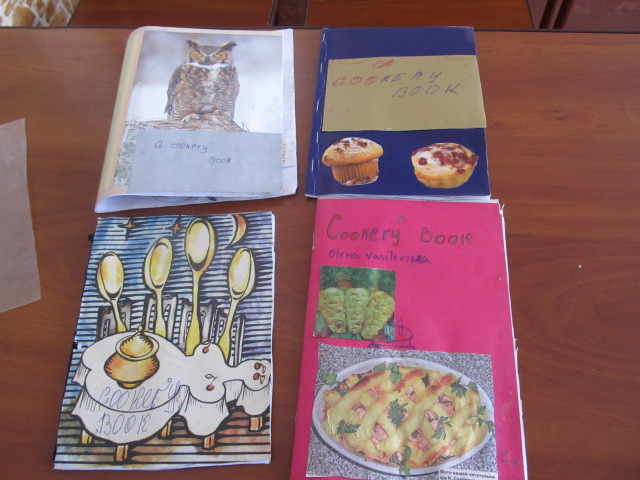 a cookery
book
A
COOKERY
BOOK
COOKERY
BOOK
a
Cookery Book
Olena Vasilevska